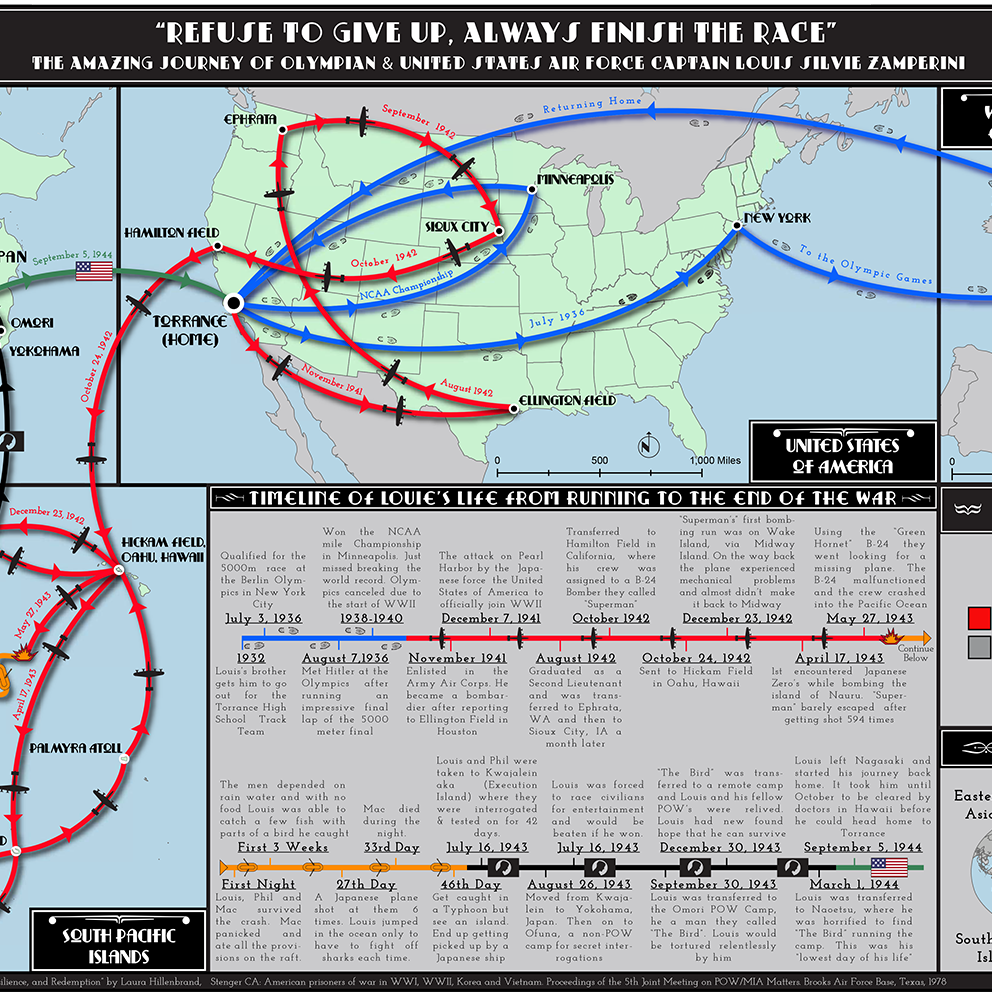 “REFUSE TO GIVE UP, ALWAYS FINISH THE RACE”
THE AMAZING JOURNEY OF OLYMPIAN & UNITED STATES AIR FORCE CAPTAIN LOUIS SILVIE ZAMPERINI
EPHRATA
September 1942
Returning Home
MINNEAPOLIS
SIOUX CITY
NEW YORK
HAMILTON FIELD
October 1942
NCAA Championship
To the Olympic Games
PAN
September 5, 1944
OMORI
YOKOHAMA
TORRANCE
(HOME)
July 1936
October 24, 1942
November 1941
August 1942
ELLINGTON FIELD
N
0 500 1,000 Miles
0
UNITED STATES
OF AMERICA
W
December 23, 1942
HICKAM FIELD,
OAHU, HAWAII
May 27, 1943
April 17, 1943
PALMYRA ATOLL
D
SOUTH PACIFIC
ISLANDS
TIMELINE OF LOUIE'S LIFE FROM RUNNING TO THE END OF THE WAR
Qualified for the
5000m race at
the Berlin Olym-
pics in New York
City
July 3, 1936
Won the NCAA
mile Championship
in Minneapolis. Just
missed breaking the
world record. Olym-
pics canceled due to
the start of WWII
1938-1940
The attack on Pearl
Harbor by the Japa-
nese force the United
States of America to
officially join WWII
December 7, 1941
Transferred to
Hamilton Field in
California, where
his crew was
assigned to a B-24
Bomber they called
"Superman"
October 1942
"Superman's" first bomb-
ing run was on Wake
Island, via Midway
Island. On the way back
the plane experienced
mechanical problems
and almost didn't make
it back to Midway
December 23, 1942
Using the "Green
Hornet" B-24 they
went looking for a
missing plane. The
B-24 malfunctioned
and the crew crashed
into the Pacific Ocean
May 27, 1943
Continue
Below
1932
Louis's brother
gets him to go
out for the
Torrance High
School Track
Team
August 7,1936
Met Hitler at the
Olympics after
running an
impressive final
lap of the 5000
meter final
November 1941
Enlisted in the
Army Air Corps. He
became a bombar-
dier after reporting
to Ellington Field in
Houston
August 1942
Graduated as a
Second Lieutenant
and was trans-
ferred to Ephrata,
WA and then to
Sioux City, IA a
month later
October 24, 1942
Sent to Hickam Field
in Oahu, Hawaii
April 17, 1943
1st encountered Japanese
Zero's while bombing the
island of Nauru. "Super-
man" barely escaped after
getting shot 594 times
The men depended on
rain water and with no
food Louis was able to
catch a few fish with
parts of a bird he caught
First 3 Weeks
Mac died
during the
night.
33rd Day
Louis and Phil were
taken to Kwajalein
aka (Execution
Island) where they
were interrogated
& tested on for 42
days.
July 16, 1943
Louis was forced
to race civilians
for entertainment
and would be
beaten if he won.
July 16, 1943
"The Bird" was trans-
ferred to a remote camp
and Louis and his fellow
POW's were relived.
Louis had new found
hope that he can survive
December 30, 1943
Louis left Nagasaki and
started his journey back
home. It took him until
October to be cleared by
doctors in Hawaii before
he could head home to
Torrance
September 5, 1944
First Night
Louis, Phil and
Mac survived
the crash. Mac
panicked and
ate all the provi-
sions on the raft.
27th Day
A Japanese plane
shot at them 6
times. Louis jumped
in the ocean only to
have to fight off
sharks each time.
46th Day
Get caught in
a Typhoon but
see an island.
End up getting
picked up by a
Japanese ship
August 26, 1943
Moved from Kwaja-
lein to Yokohama,
Japan. Then on to
Ofuna, a non-POW
camp for secret inter-
rogations
September 30, 1943
Louis was transferred to
the Omori POW Camp,
he a man they called
"The Bird". Louis would
be tortured relentlessly
by him
March 1, 1944
Louis was transferred
to Naoetsu, where he
was horrified to find
"The Bird" running the
camp. This was his
"lowest day of his life"
Easte
Asia
South
Isl
silience, and Redemption" by Laura Hillenbrand, Stenger CA: American prisoners of war in WWI, WWII, Korea and Vietnam. Proceedings of the 5th Joint Meeting on POW/MIA Matters. Brooks Air Force Base, Texas, 1978